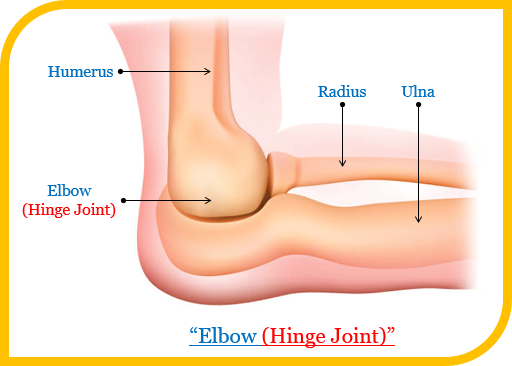 Humerus
Radius
Ulna
Elbow
(Hinge Joint)
“Elbow (Hinge Joint)”